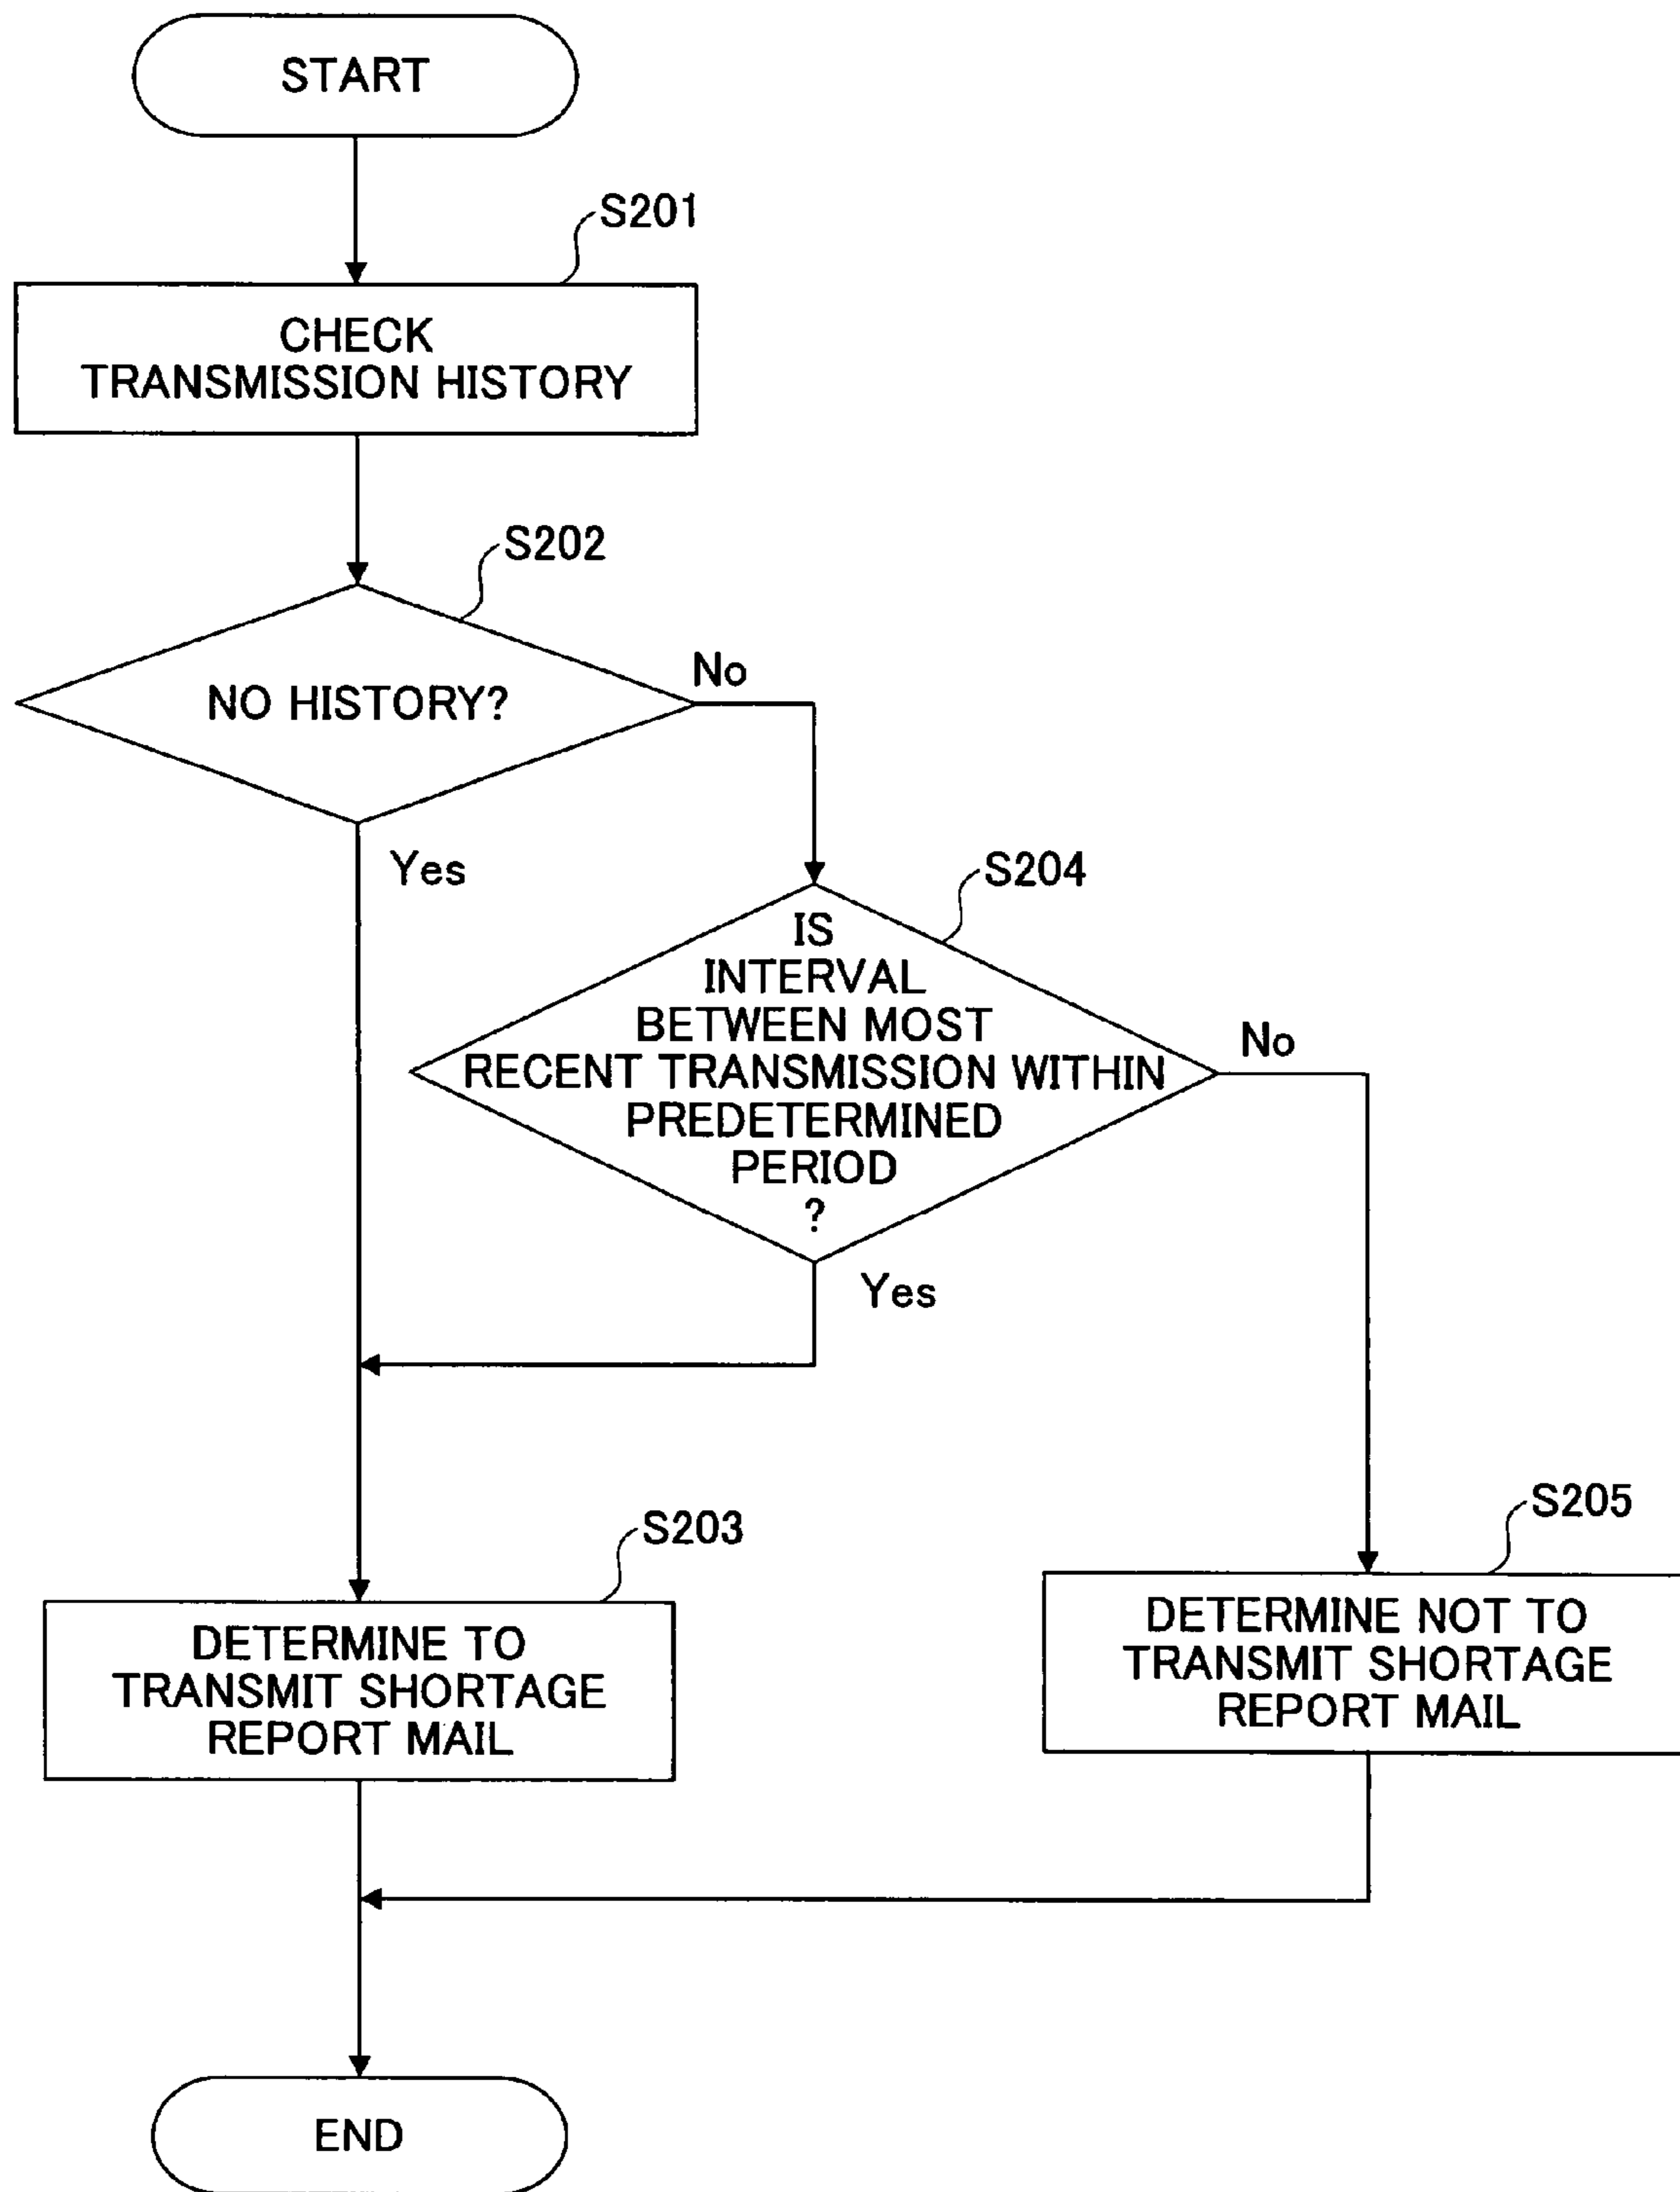 START
S201
CHECK
TRANSMISSION HISTORY
S202
NO HISTORY?
No
Yes
S204
IS
INTERVAL
BETWEEN MOST
RECENT TRANSMISSION WITHIN
PREDETERMINED
PERIOD
?
No
Yes
S203
DETERMINE TO
TRANSMIT SHORTAGE
REPORT MAIL
S205
DETERMINE NOT TO
TRANSMIT SHORTAGE
REPORT MAIL
END